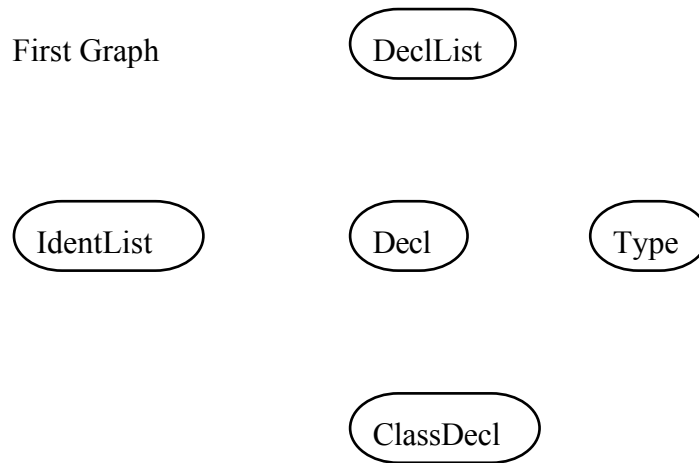 First Graph
DeclList
IdentList
Decl
Type
ClassDecl